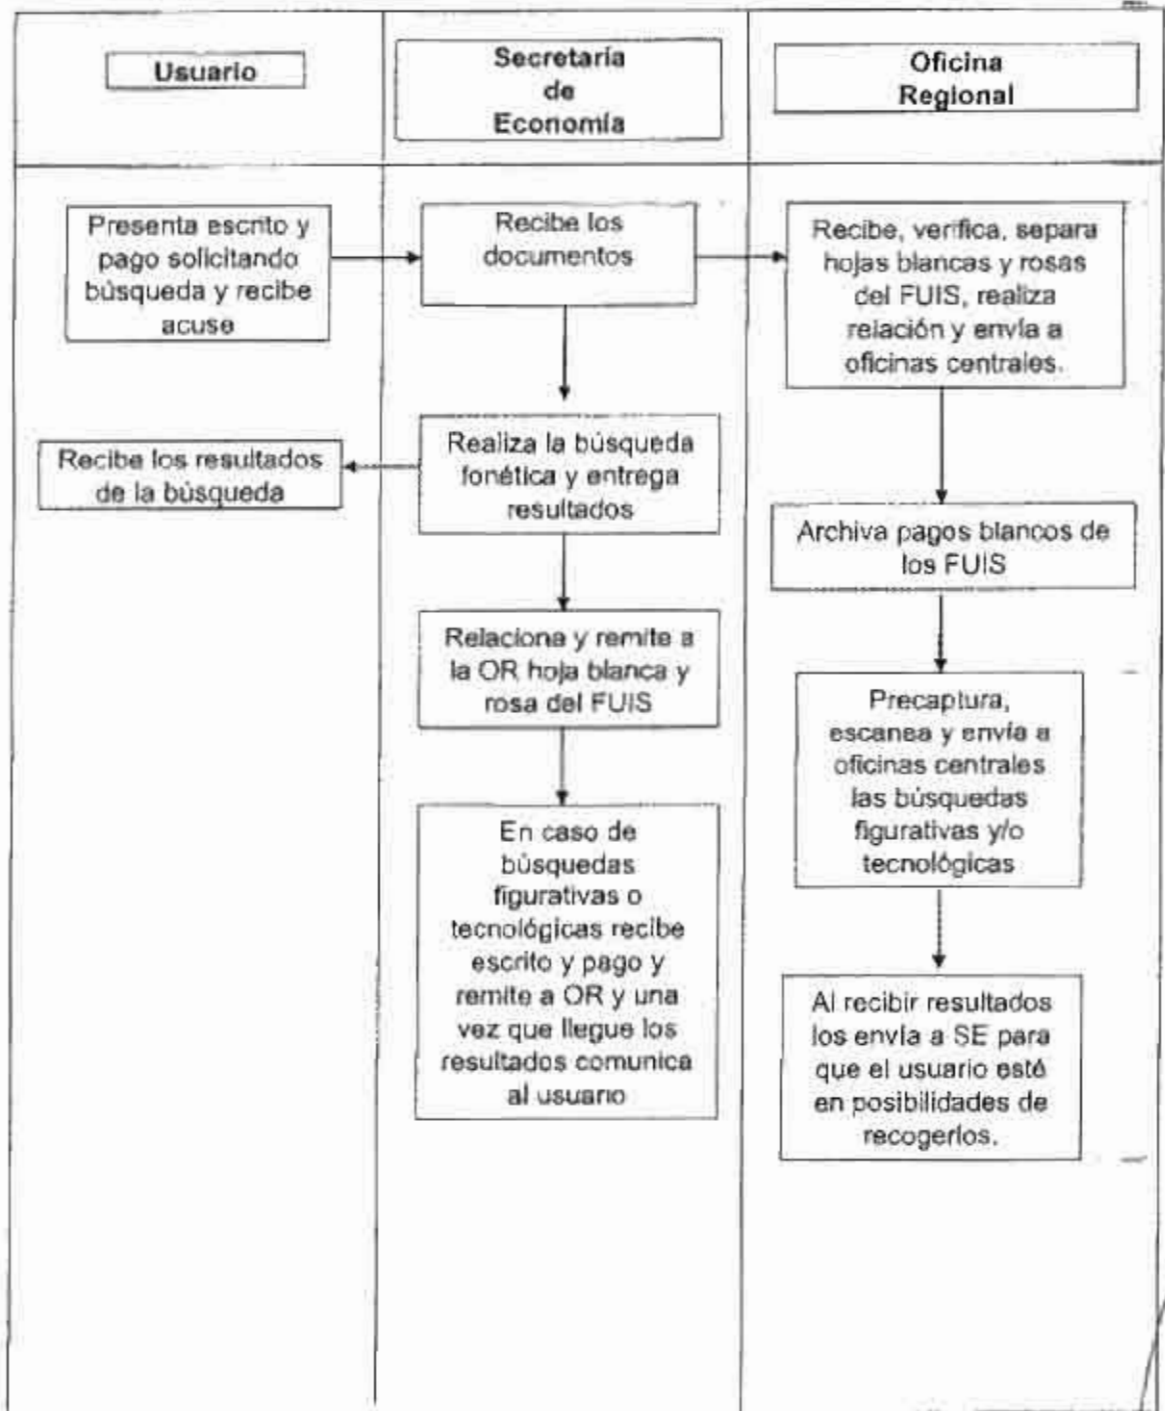 Usuario
Secretaría
de
Economía
Oficina
Regional
Presenta escrito y
pago solicitando
búsqueda y recibe
acuse
Recibe los
documentos
Recibe, verifica, separa
hojas blancas y rosas
del FUIS, realiza
relación y envía a
oficinas centrales.
Recibe los resultados
de la búsqueda
Realiza la búsqueda
fonética y entrega
resultados
Archiva pagos blancos de
los FUIS
Relaciona y remite a
la OR hoja blanca y
rosa del FUIS
Precaptura,
escanea y envía a
oficinas centrales
las búsquedas
figurativas y/o
tecnológicas
En caso de
búsquedas
figurativas o
tecnológicas recibe
escrito y pago y
remite a OR y una
vez que llegue los
resultados comunica
al usuario
Al recibir resultados
los envía a SE para
que el usuario esté
en posibilidades de
recogerlos.